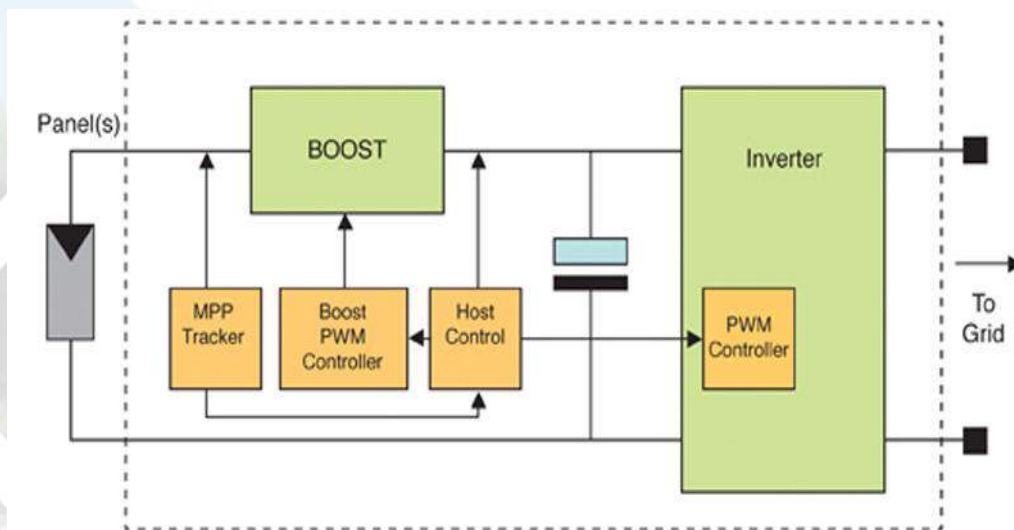 Panel(s)
BOOST
Inverter
MPP
Tracker
Boost
PWM
Controller
Host
Control
PWM
Controller
To
Grid